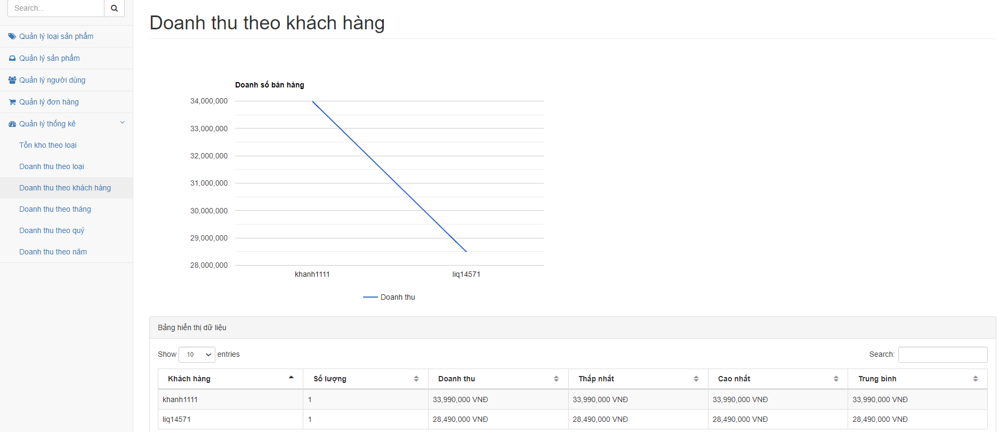 Search...
Quản lý loại sản phẩm
Quản lý sản phẩm
Quản lý người dùng
Quản lý đơn hàng
Quản lý thống kê
Tồn kho theo loại
Doanh thu theo loại
Doanh thu theo khách hàng
Doanh thu theo tháng
Doanh thu theo quý
Doanh thu theo năm
Doanh thu theo khách hàng
Doanh số bán hàng
34,000,000
33,000,000
32,000,000
31,000,000
30,000,000
29,000,000
28,000,000
khanh1111 liq14571
Doanh thu
Bảng hiển thị dữ liệu
Show 10 entries Search:
Khách hàng Số lượng Doanh thu Thấp nhất Cao nhất Trung bình
khanh1111 1 33,990,000 VNĐ 33,990,000 VNĐ 33,990,000 VNĐ 33,990,000 VNĐ
liq14571 1 28,490,000 VNĐ 28,490,000 VNĐ 28,490,000 VNĐ 28,490,000 VNĐ